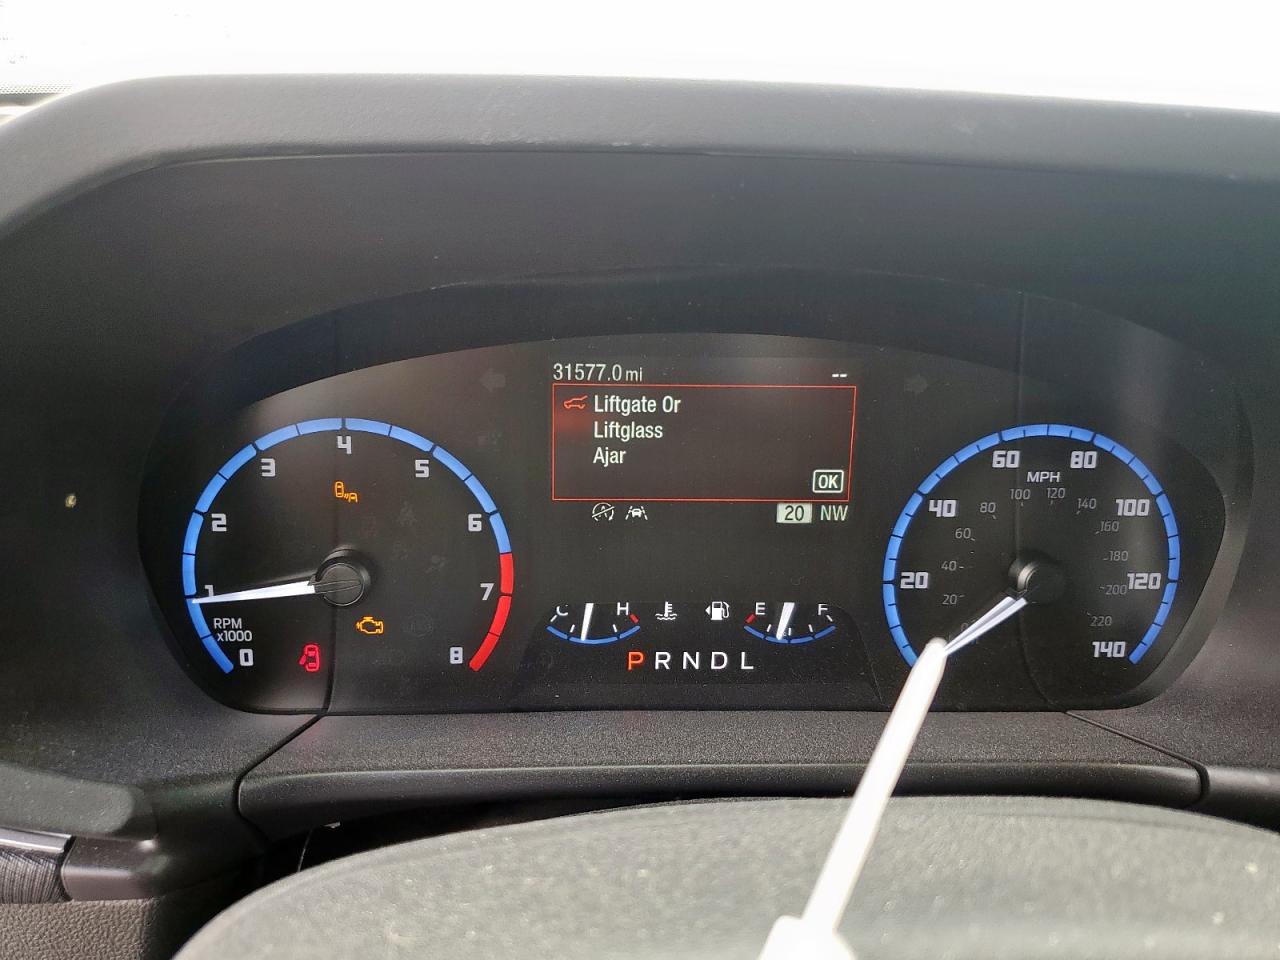 31577.0 mi --
Liftgate Or
Liftglass
Ajar
OK
20 NW
0 1 2 3 4 5 6 7 8
RPM
x1000
C H
E F
P R N D L
20 40 60 80 100 120 140
MPH
20 40 60 80 100 120 140 160 180 200 220